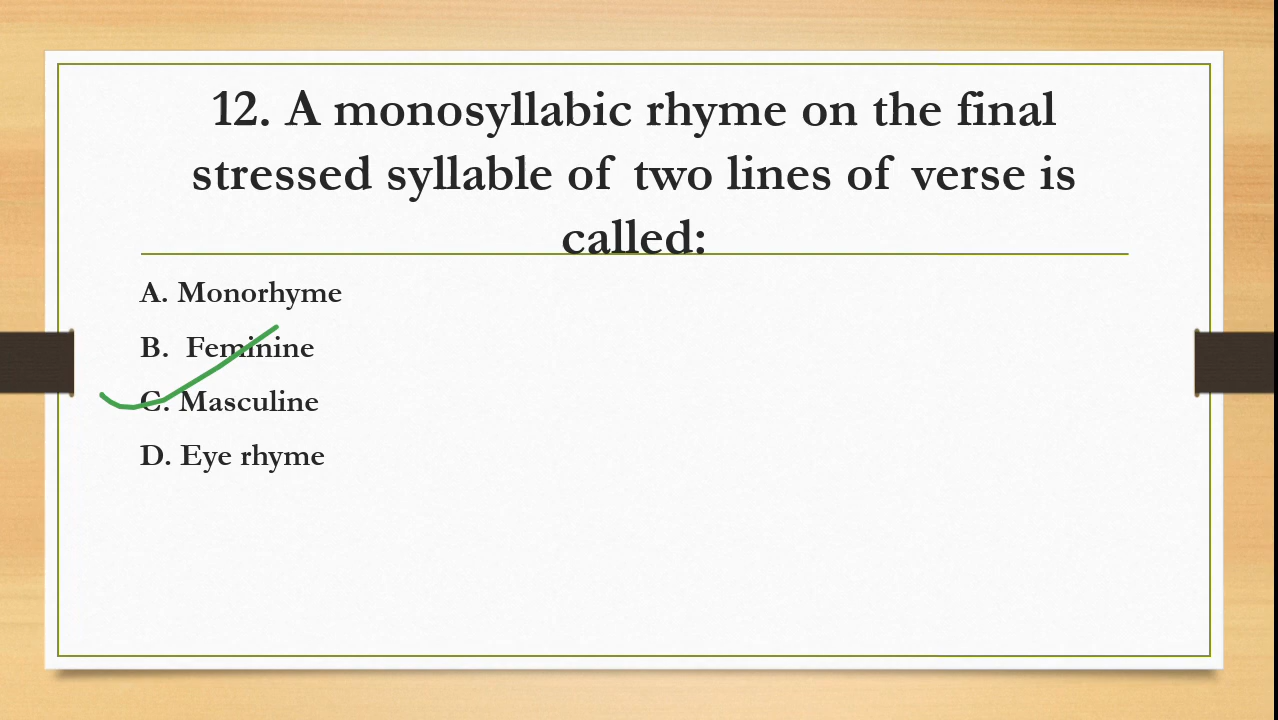 12. A monosyllabic rhyme on the final
stressed syllable of two lines of verse is
called:
A. Monorhyme
B. Feminine
C. Masculine
D. Eye rhyme